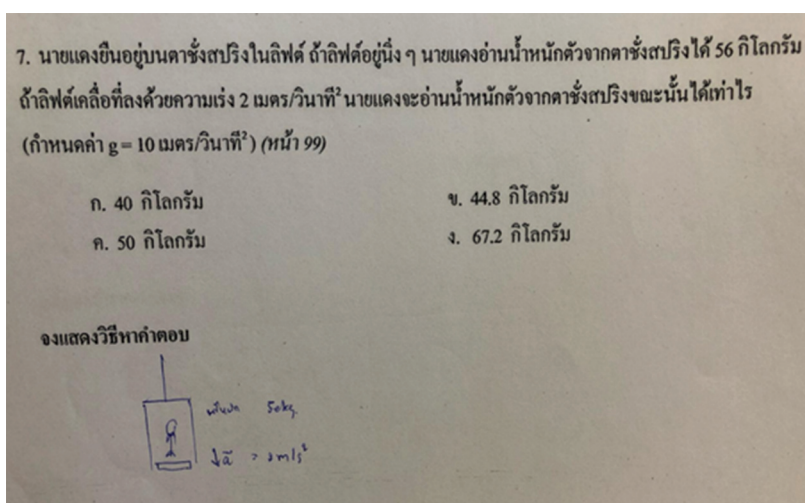 7. นายแดงยืนอยู่บนตาชั่งสปริงในลิฟต์ ถ้าลิฟต์อยู่นิ่ง ๆ นายแดงอ่านน้ำหนักตัวจากตาชั่งสปริงได้ 56 กิโลกรัม
ถ้าลิฟต์เคลื่อที่ลงด้วยความเร่ง 2 เมตร/วินาที² นายแดงจะอ่านน้ำหนักตัวจากตาชั่งสปริงขณะนั้นได้เท่าไร
(กำหนดค่า g = 10 เมตร/วินาที² ) (หน้า 99)
ก. 40 กิโลกรัม ข. 44.8 กิโลกรัม
ค. 50 กิโลกรัม ง. 67.2 กิโลกรัม
จงแสดงวิธีหาคำตอบ
50kg
= 2 m/s²